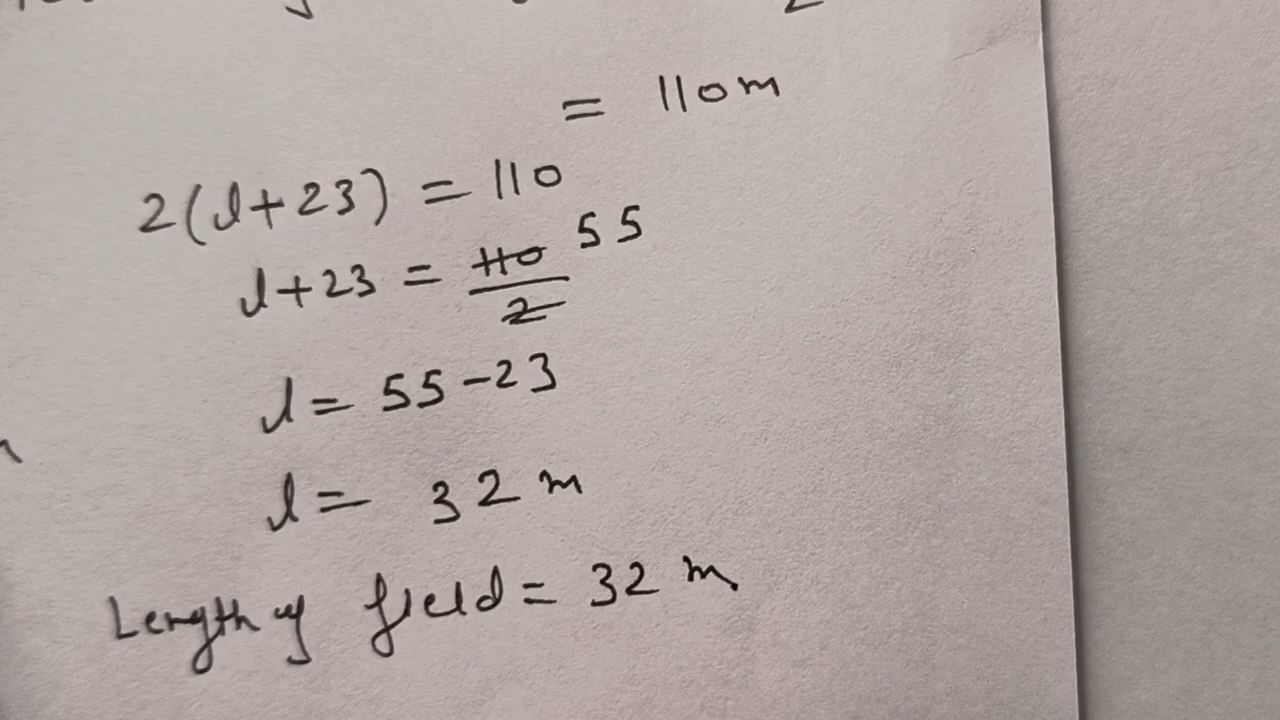 = 110m
2(l+23) = 110
l+23 = 110/2 55
l = 55-23
l = 32 m
Length of field = 32 m